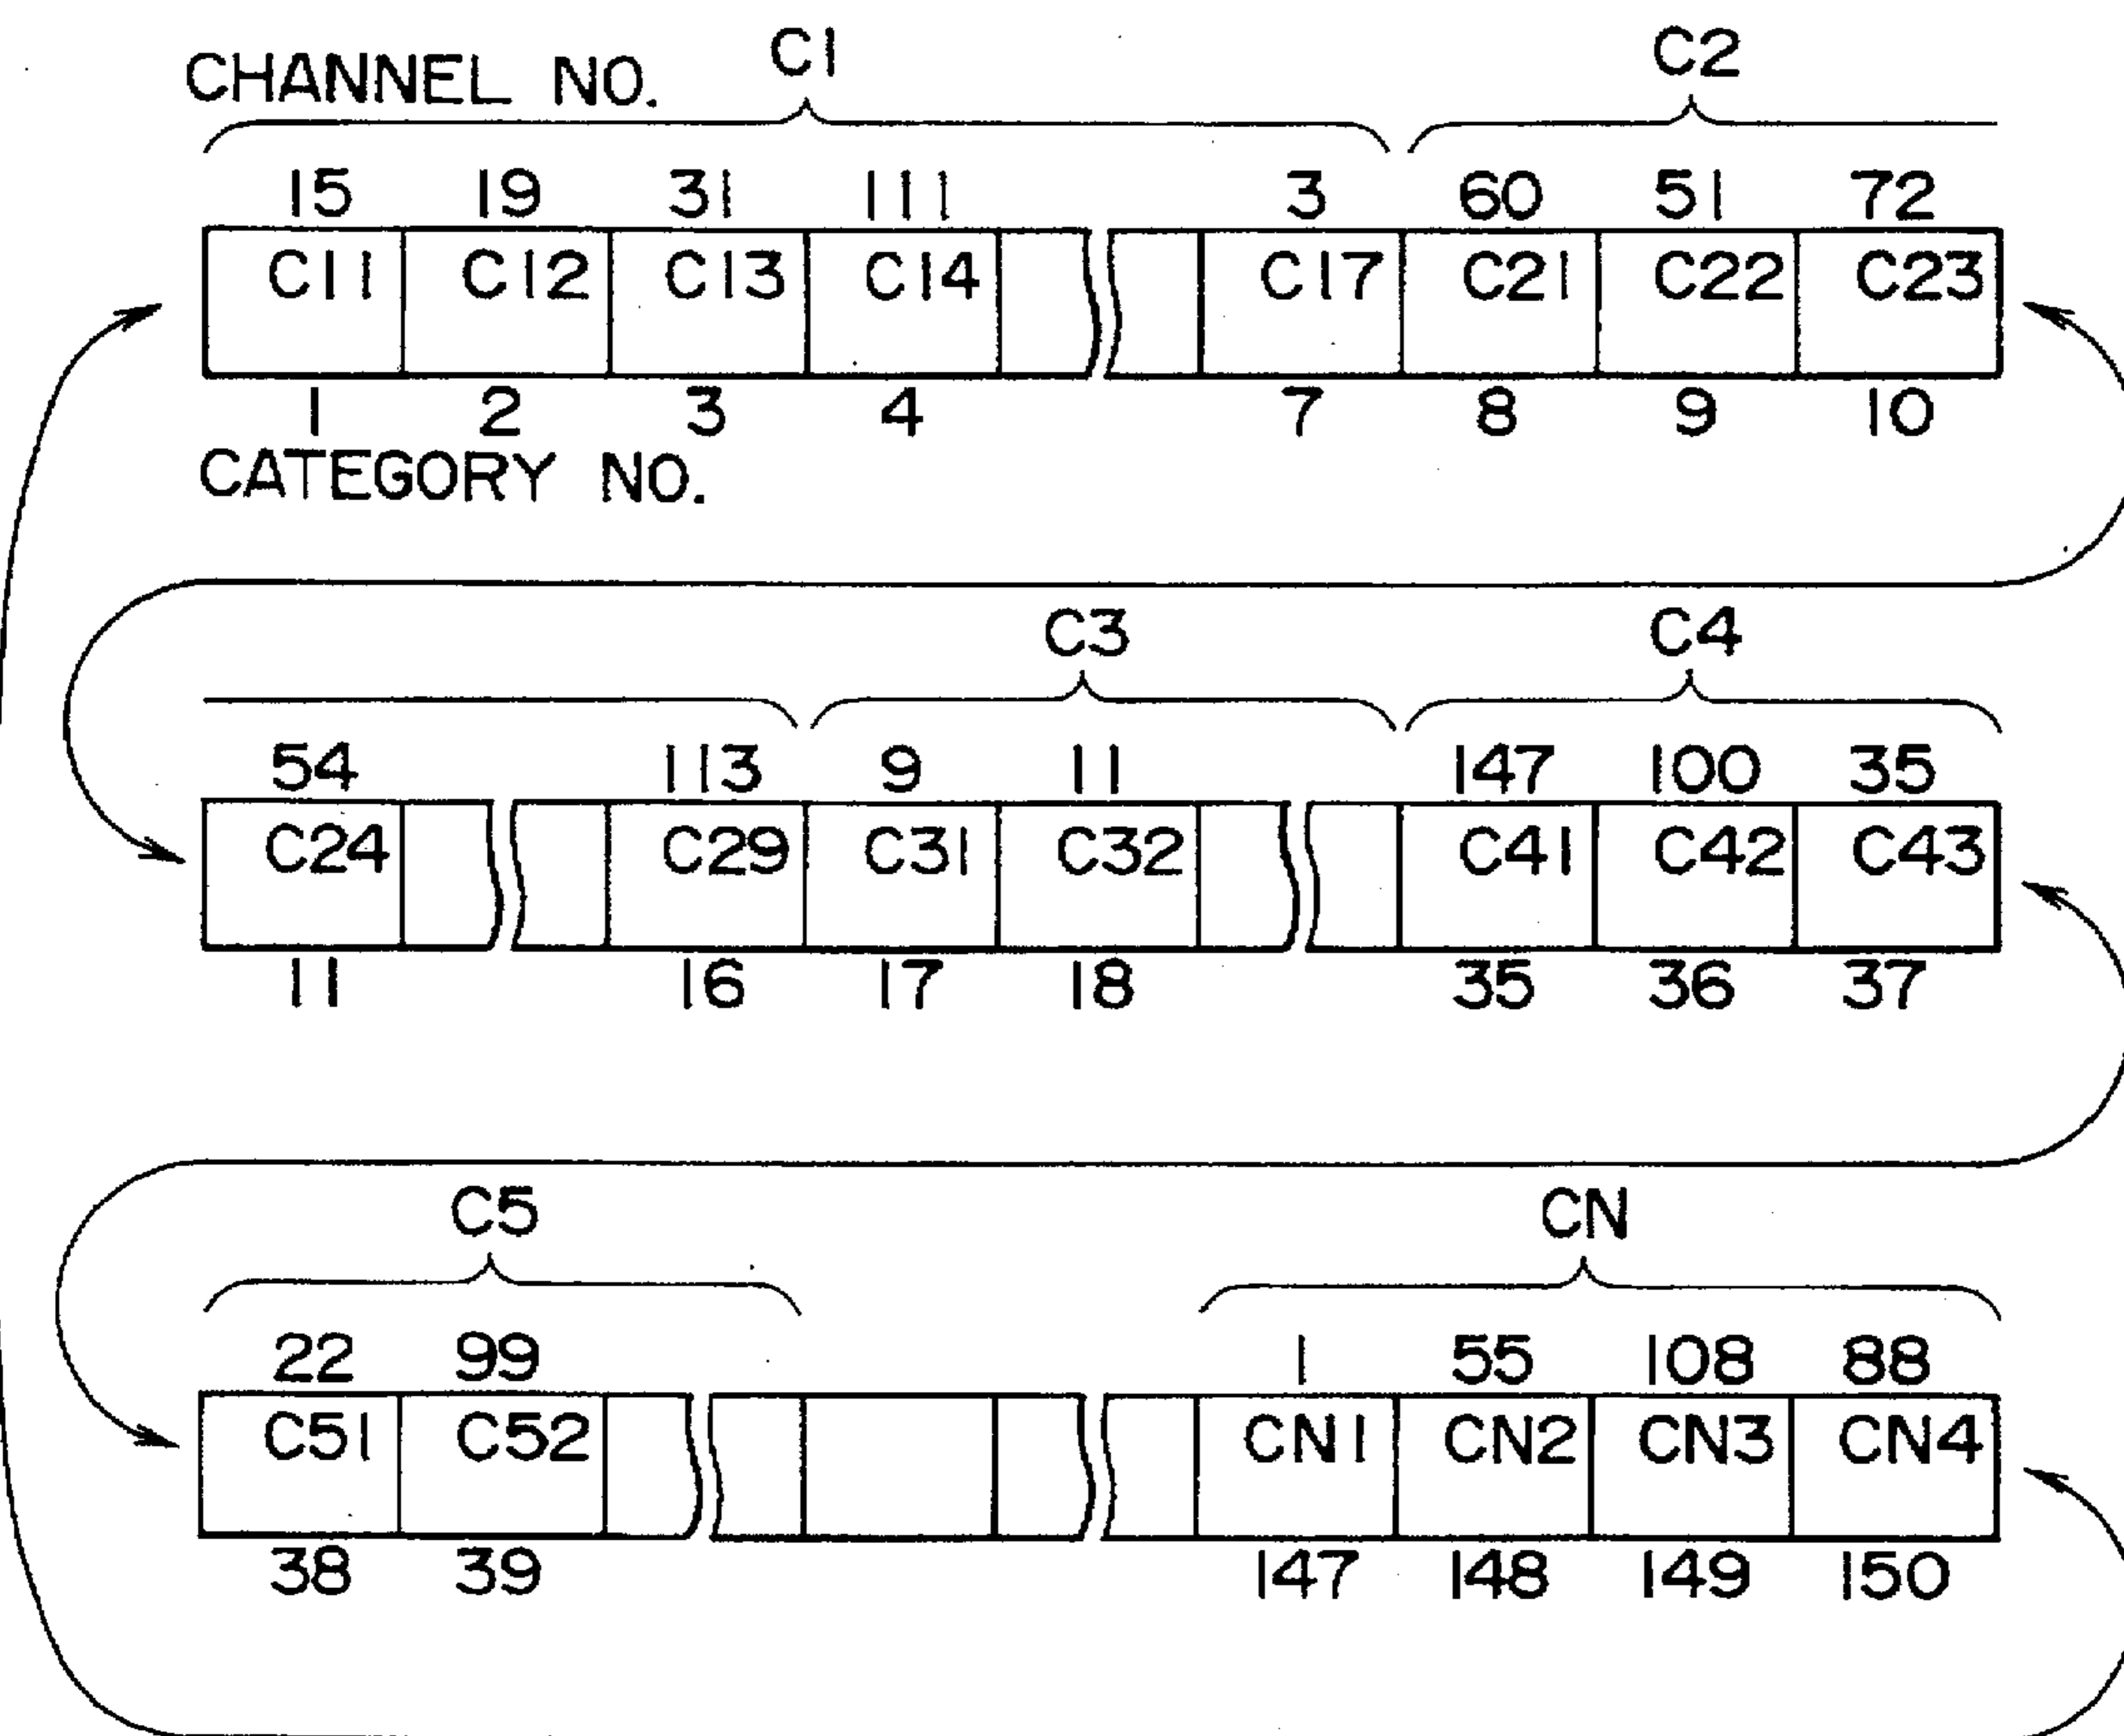 C1 C2
CHANNEL NO.
15 19 31 111 3 60 51 72
C11 C12 C13 C14 C17 C21 C22 C23
1 2 3 4 7 8 9 10
CATEGORY NO.
C3 C4
54 113 9 11 147 100 35
C24 C29 C31 C32 C41 C42 C43
11 16 17 18 35 36 37
C5 CN
22 99 1 55 108 88
C51 C52 CN1 CN2 CN3 CN4
38 39 147 148 149 150